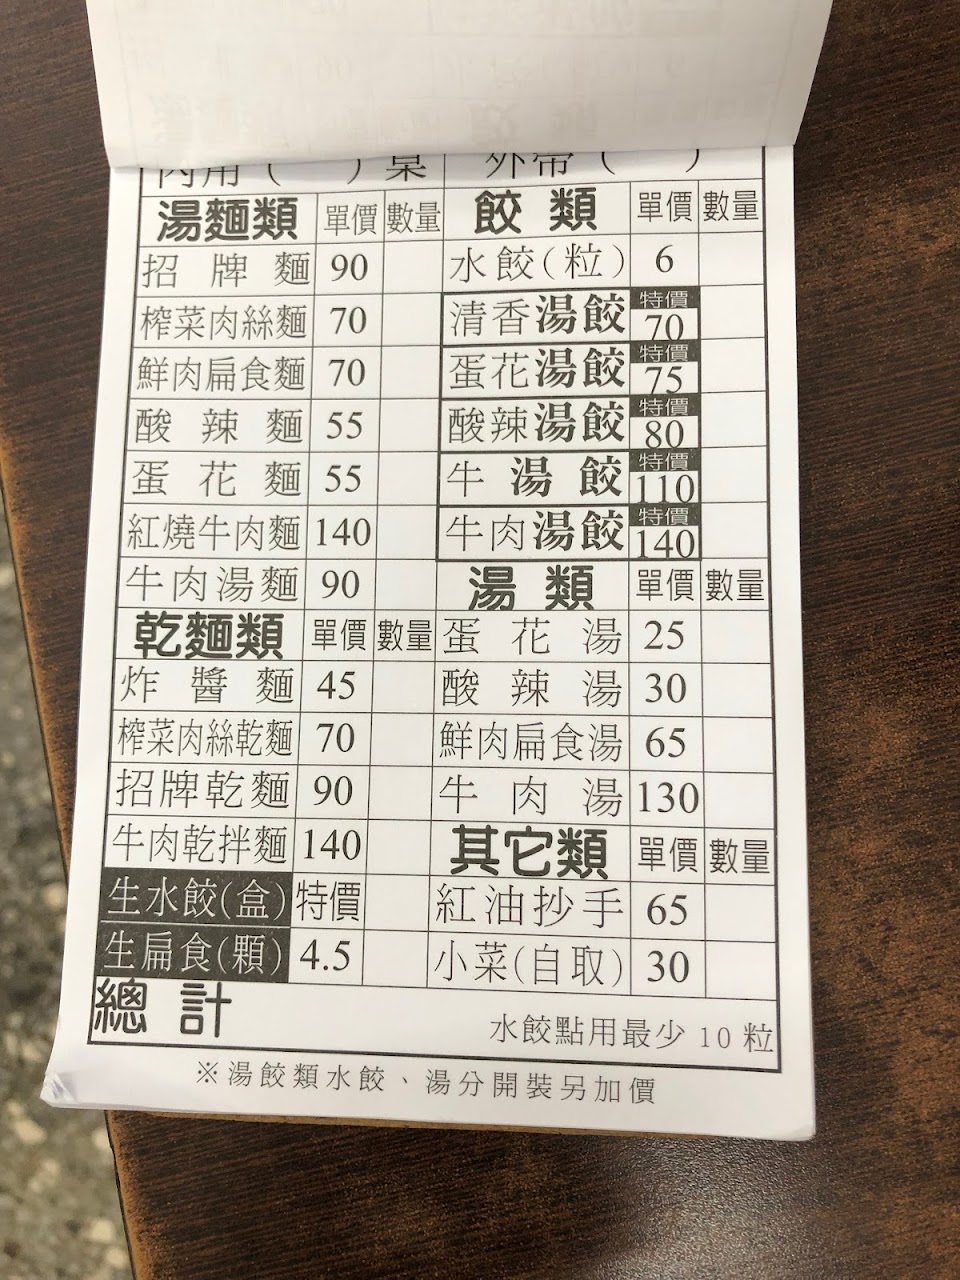 內用（　）桌　外帶（　）
湯麵類 單價 數量
招牌麵 90
榨菜肉絲麵 70
鮮肉扁食麵 70
酸辣麵 55
蛋花麵 55
紅燒牛肉麵 140
牛肉湯麵 90
乾麵類 單價 數量
炸醬麵 45
榨菜肉絲乾麵 70
招牌乾麵 90
牛肉乾拌麵 140
生水餃(盒) 特價
生扁食(顆) 4.5
餃類 單價 數量
水餃(粒) 6
清香湯餃 特價 70
蛋花湯餃 特價 75
酸辣湯餃 特價 80
牛湯餃 特價 110
牛肉湯餃 特價 140
湯類 單價 數量
蛋花湯 25
酸辣湯 30
鮮肉扁食湯 65
牛肉湯 130
其它類 單價 數量
紅油抄手 65
小菜(自取) 30
總計
水餃點用最少 10 粒
※湯餃類水餃、湯分開裝另加價